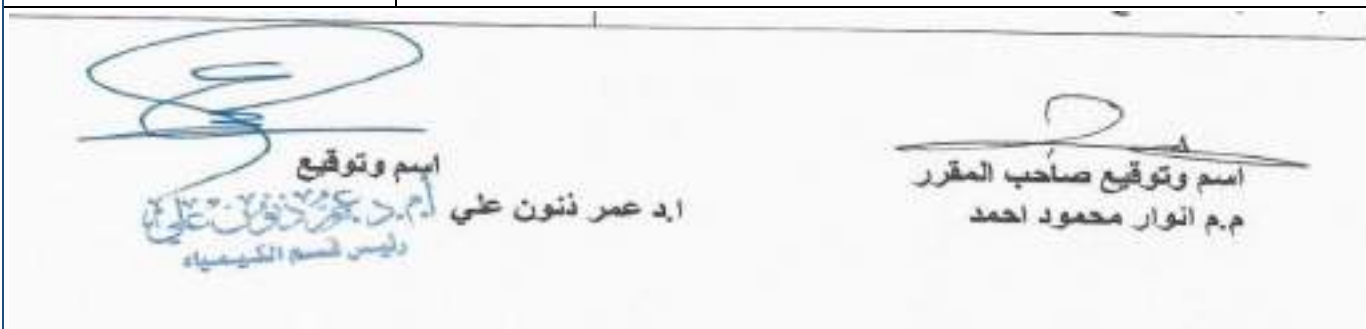 اسم وتوقيع صاحب المقرر
م.م انوار محمود احمد
اسم وتوقيع
ا.د عمر ذنون علي
أ.م.د. عمر ذنون علي
رئيس قسم الكيمياء